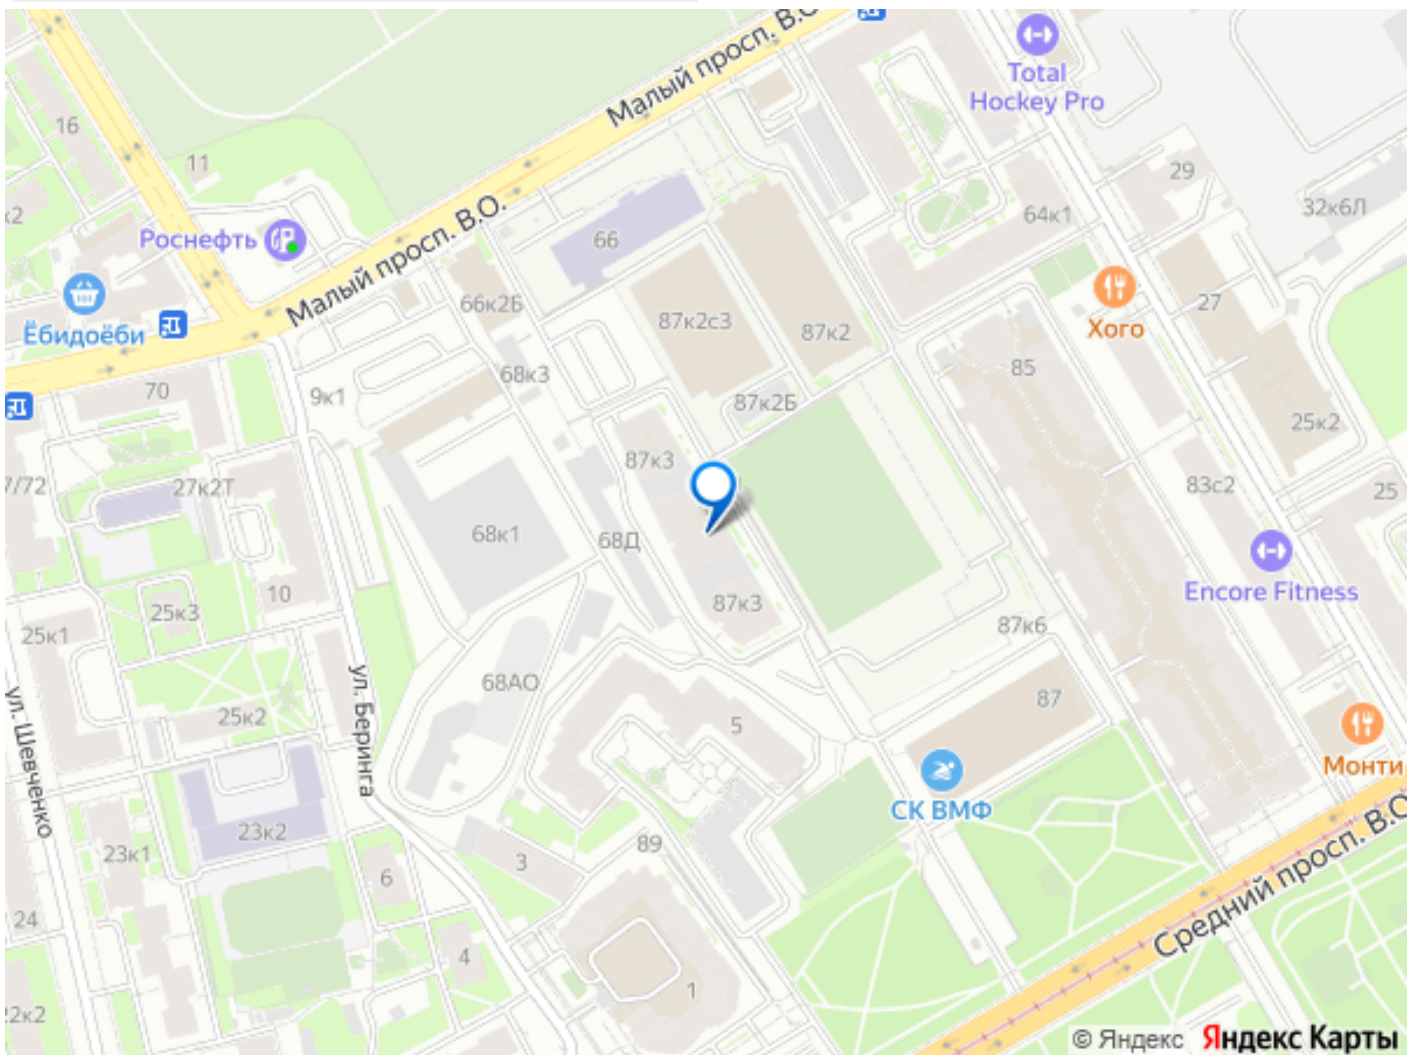 Малый просп. В.О.
Total
Hockey Pro
16
11
29
к2
64к1
32к6Л
Роснефть
66
Малый просп. В.О.
66к2Б
27
87к2с3
87к2
Хого
Ёбидоёби
68к3
85
70
9к1
87к2Б
25к2
87к3
7/72
27к2Т
83с2
25
68к1
68Д
Encore Fitness
10
87к3
25к3
25к1
87к6
68АО
ул. Беринга
ул. Шевченко
25к2
5
87
Монти
СК ВМФ
23к2
23к1
3
89
6
Средний просп. В.О
24
4
1
22к2
© Яндекс Яндекс Карты